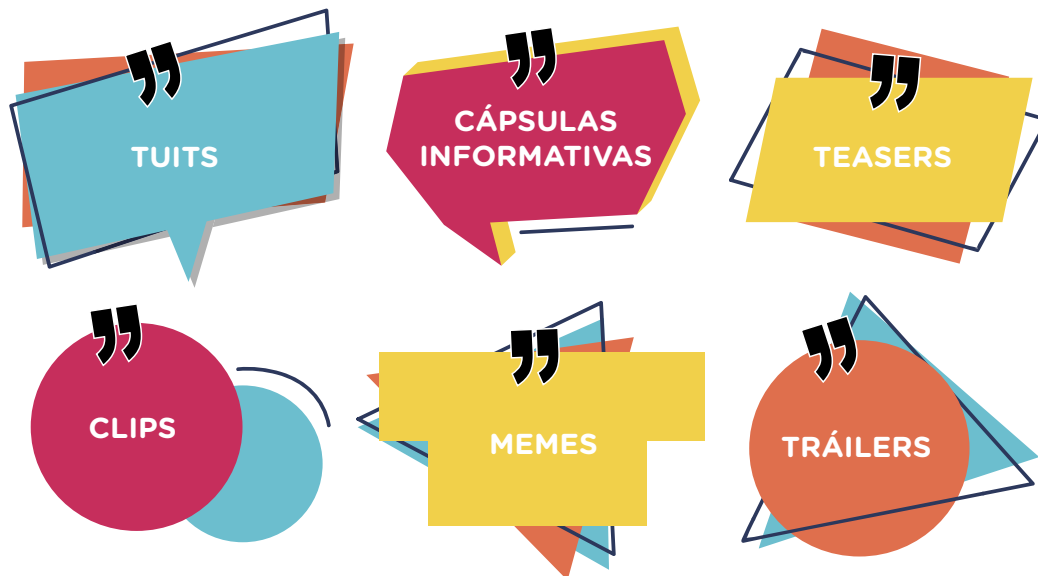 TUITS
CÁPSULAS
INFORMATIVAS
TEASERS
CLIPS
MEMES
TRÁILERS